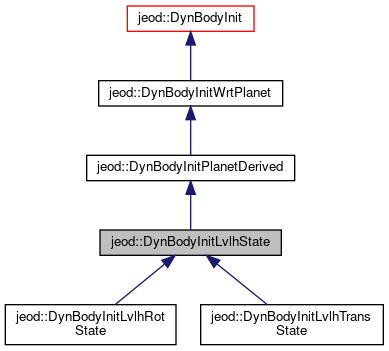 jeod::DynBodyInit
jeod::DynBodyInitWrtPlanet
jeod::DynBodyInitPlanetDerived
jeod::DynBodyInitLvlhState
jeod::DynBodyInitLvlhRot
State
jeod::DynBodyInitLvlhTrans
State